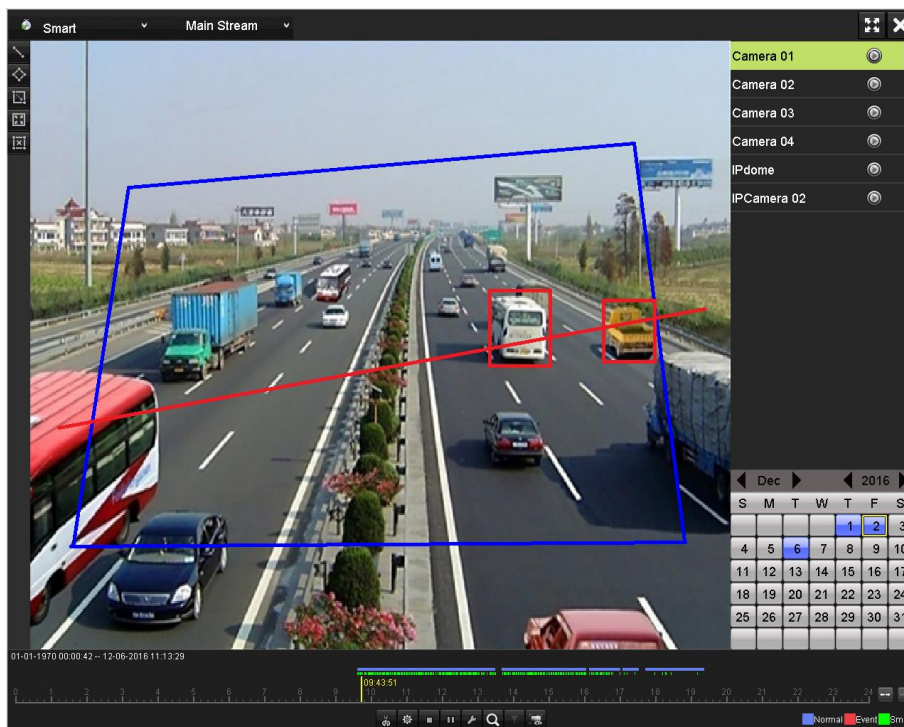 Smart Main Stream
Camera 01
Camera 02
Camera 03
Camera 04
IPdome
IPCamera 02
Dec 2016
S M T W T F S
1 2 3
4 5 6 7 8 9 10
11 12 13 14 15 16 17
18 19 20 21 22 23 24
25 26 27 28 29 30 31
01-01-1970 00:00:42 -- 12-06-2016 11:13:29
09:43:51
0 1 2 3 4 5 6 7 8 9 10 11 12 13 14 15 16 17 18 19 20 21 22 23 24
Normal Event Sm